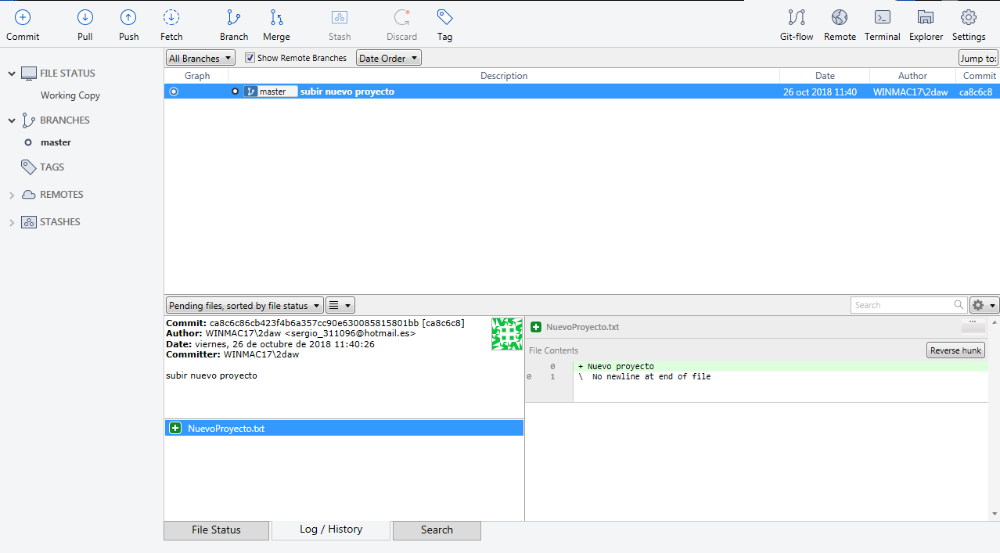 Commit Pull Push Fetch Branch Merge Stash Discard Tag Git-flow Remote Terminal Explorer Settings
FILE STATUS
Working Copy
BRANCHES
master
TAGS
REMOTES
STASHES
All Branches Show Remote Branches Date Order Jump to:
Graph Description Date Author Commit
master subir nuevo proyecto 26 oct 2018 11:40 WINMAC17\2daw ca8c6c8
Pending files, sorted by file status Search
Commit: ca8c6c86cb423f4b6a357cc90e630085815801bb [ca8c6c8]
Author: WINMAC17\2daw <sergio_311096@hotmail.es>
Date: viernes, 26 de octubre de 2018 11:40:26
Committer: WINMAC17\2daw
subir nuevo proyecto
NuevoProyecto.txt
NuevoProyecto.txt
File Contents Reverse hunk
0 + Nuevo proyecto
0 1 \ No newline at end of file
File Status Log / History Search